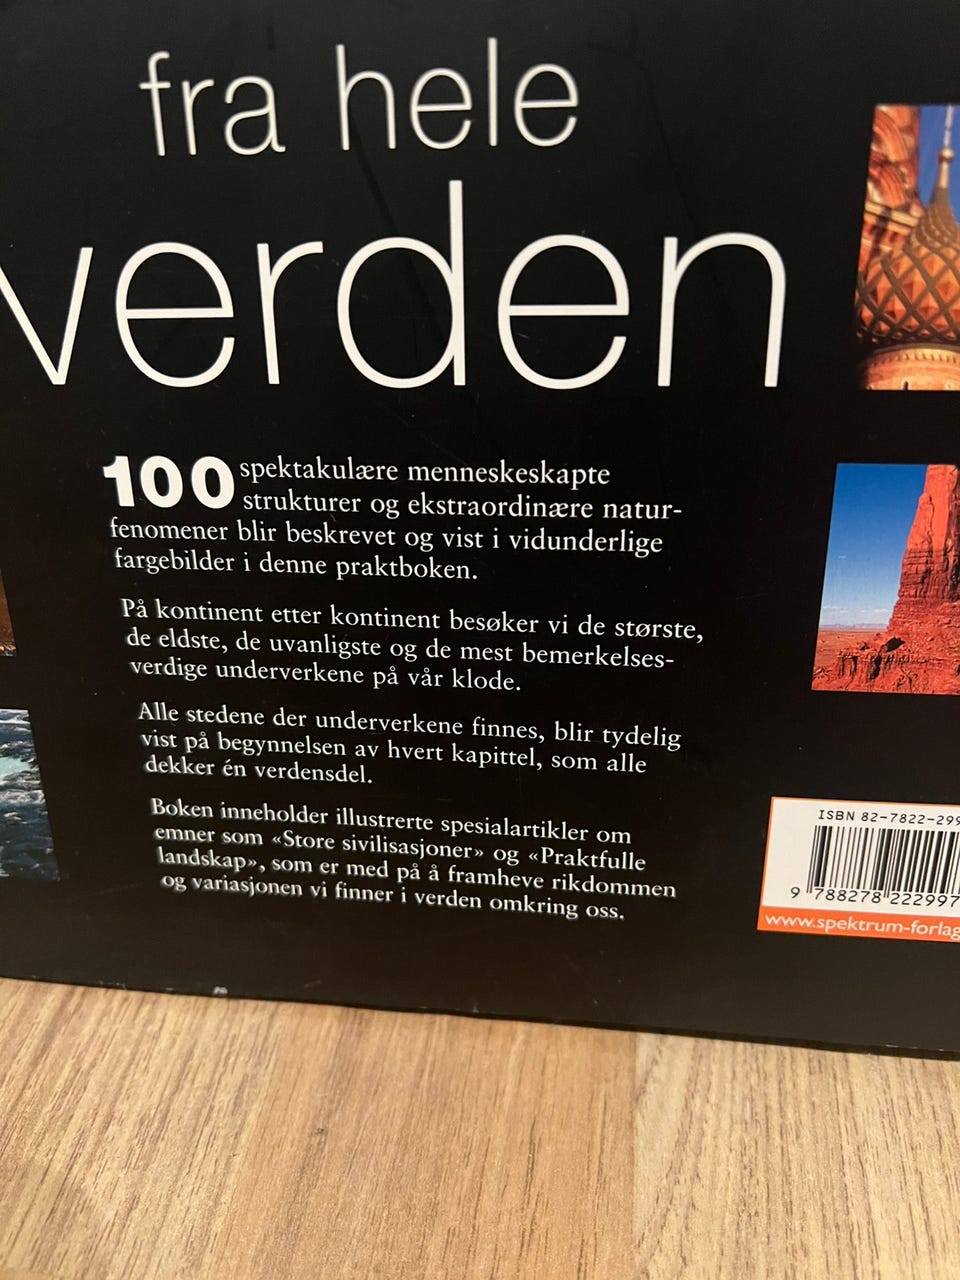 fra hele
verden
100 spektakulære menneskeskapte
strukturer og ekstraordinære natur-
fenomener blir beskrevet og vist i vidunderlige
fargebilder i denne praktboken.
På kontinent etter kontinent besøker vi de største,
de eldste, de uvanligste og de mest bemerkelses-
verdige underverkene på vår klode.
Alle stedene der underverkene finnes, blir tydelig
vist på begynnelsen av hvert kapittel, som alle
dekker én verdensdel.
Boken inneholder illustrerte spesialartikler om
emner som «Store sivilisasjoner» og «Praktfulle
landskap», som er med på å framheve rikdommen
og variasjonen vi finner i verden omkring oss.
ISBN 82-7822-299
9 788278 222997
www.spektrum-forlag